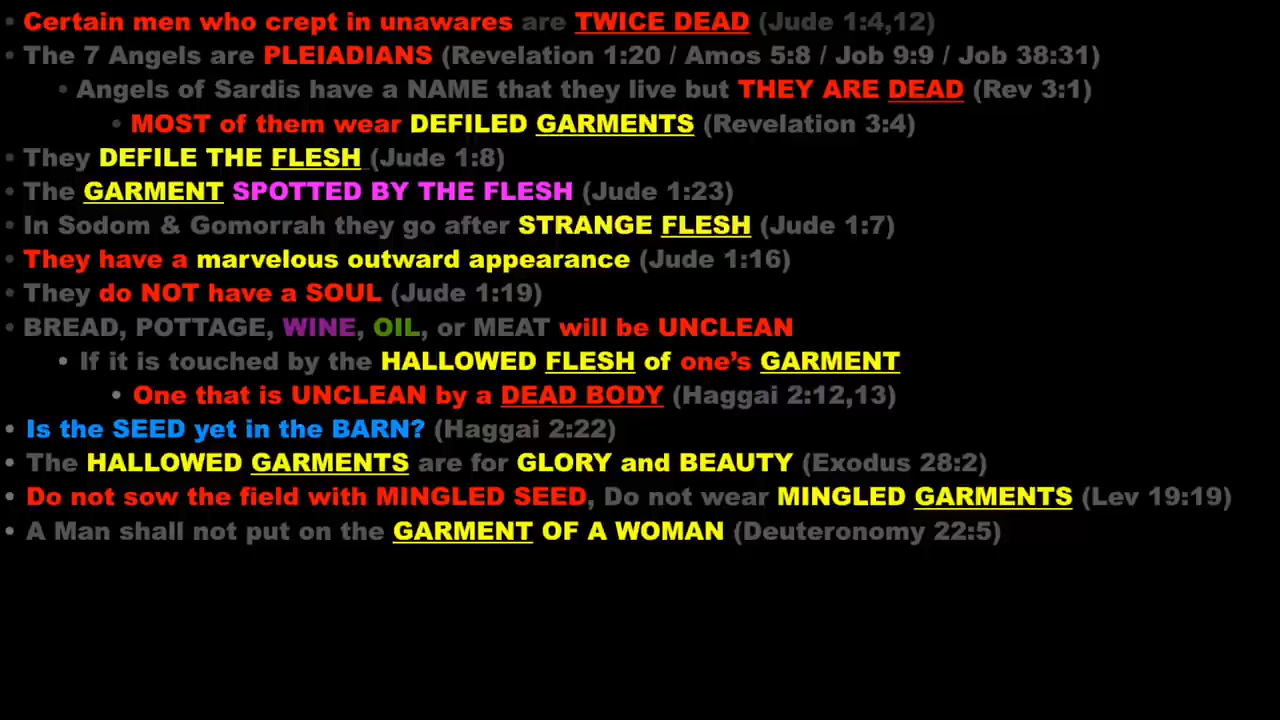 • Certain men who crept in unawares are TWICE DEAD (Jude 1:4,12)
• The 7 Angels are PLEIADIANS (Revelation 1:20 / Amos 5:8 / Job 9:9 / Job 38:31)
• Angels of Sardis have a NAME that they live but THEY ARE DEAD (Rev 3:1)
• MOST of them wear DEFILED GARMENTS (Revelation 3:4)
• They DEFILE THE FLESH (Jude 1:8)
• The GARMENT SPOTTED BY THE FLESH (Jude 1:23)
• In Sodom & Gomorrah they go after STRANGE FLESH (Jude 1:7)
• They have a marvelous outward appearance (Jude 1:16)
• They do NOT have a SOUL (Jude 1:19)
• BREAD, POTTAGE, WINE, OIL, or MEAT will be UNCLEAN
• If it is touched by the HALLOWED FLESH of one’s GARMENT
• One that is UNCLEAN by a DEAD BODY (Haggai 2:12,13)
• Is the SEED yet in the BARN? (Haggai 2:22)
• The HALLOWED GARMENTS are for GLORY and BEAUTY (Exodus 28:2)
• Do not sow the field with MINGLED SEED, Do not wear MINGLED GARMENTS (Lev 19:19)
• A Man shall not put on the GARMENT OF A WOMAN (Deuteronomy 22:5)